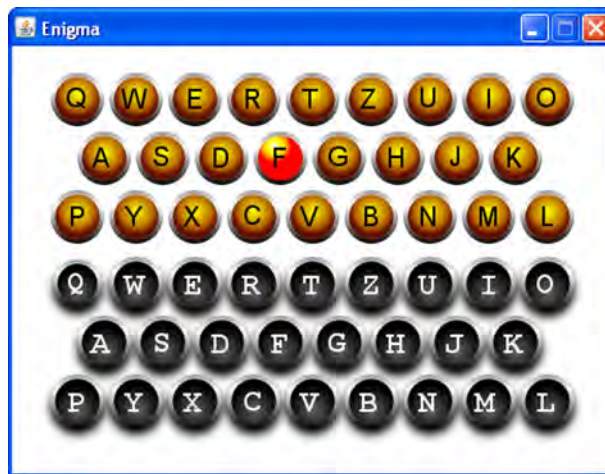 Enigma
Q W E R T Z U I O
A S D F G H J K
P Y X C V B N M L
Q W E R T Z U I O
A S D F G H J K
P Y X C V B N M L